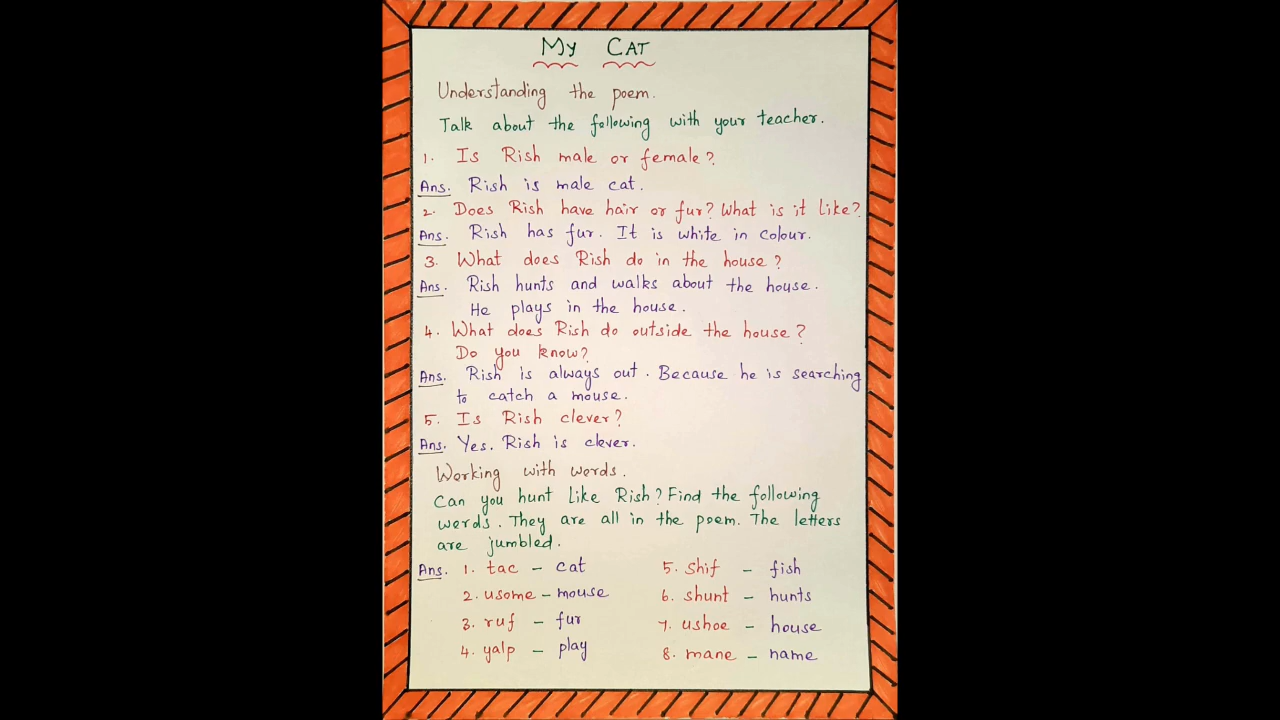 My CAT
Understanding the poem.
Talk about the following with your teacher.
1. Is Rish male or female?
Ans. Rish is male cat.
2. Does Rish have hair or fur? What is it like?
Ans. Rish has fur. It is white in colour.
3. What does Rish do in the house?
Ans. Rish hunts and walks about the house.
He plays in the house.
4. What does Rish do outside the house?
Do you know?
Ans. Rish is always out. Because he is searching
to catch a mouse.
5. Is Rish clever?
Ans. Yes. Rish is clever.
Working with words.
Can you hunt like Rish? Find the following
words. They are all in the poem. The letters
are jumbled.
Ans. 1. tac - cat 5. shif - fish
2. usome - mouse 6. shunt - hunts
3. ruf - fur 7. ushoe - house
4. yalp - play 8. mane - name